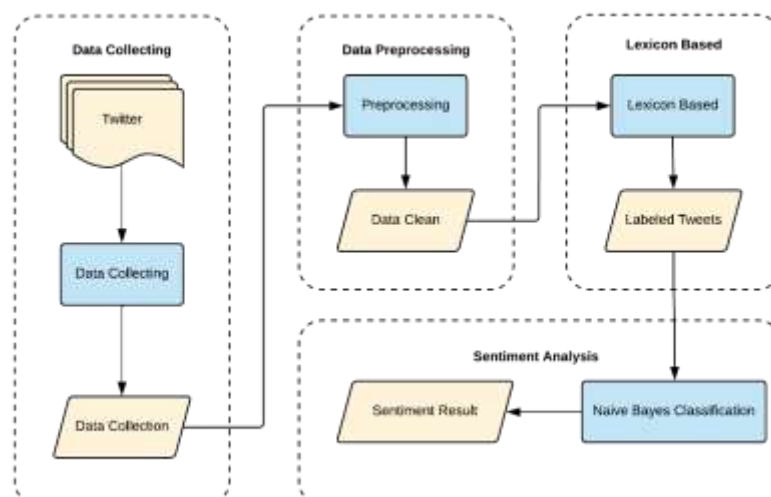 Data Collecting
Twitter
Data Collecting
Data Collection
Data Preprocessing
Preprocessing
Data Clean
Lexicon Based
Lexicon Based
Labeled Tweets
Sentiment Analysis
Naive Bayes Classification
Sentiment Result